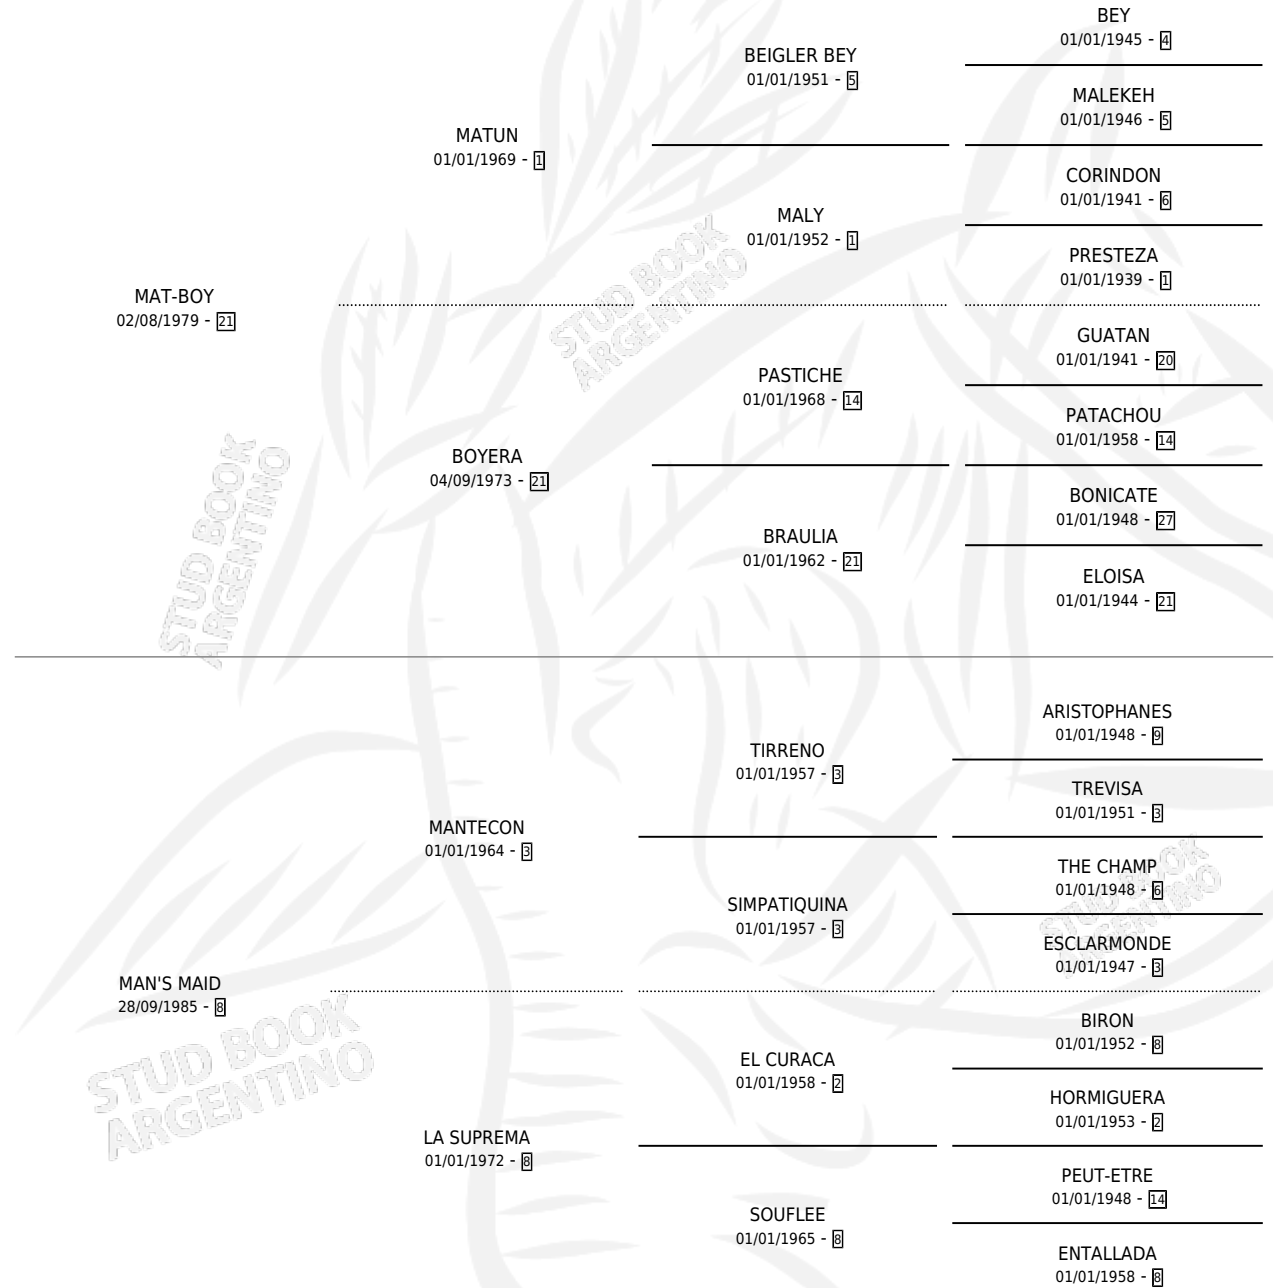 BEY
01/01/1945 - 4
BEIGLER BEY
01/01/1951 - 5
MALEKEH
01/01/1946 - 5
MATUN
01/01/1969 - 1
CORINDON
01/01/1941 - 6
MALY
01/01/1952 - 1
PRESTEZA
01/01/1939 - 1
MAT-BOY
02/08/1979 - 21
GUATAN
01/01/1941 - 20
PASTICHE
01/01/1968 - 14
PATACHOU
01/01/1958 - 14
BOYERA
04/09/1973 - 21
BONICATE
01/01/1948 - 27
BRAULIA
01/01/1962 - 21
ELOISA
01/01/1944 - 21
STUD BOOK
ARGENTINO
STUD BOOK
ARGENTINO
ARISTOPHANES
01/01/1948 - 9
TIRRENO
01/01/1957 - 3
TREVISA
01/01/1951 - 3
MANTECON
01/01/1964 - 3
THE CHAMP
01/01/1948 - 6
SIMPATIQUINA
01/01/1957 - 3
ESCLARMONDE
01/01/1947 - 3
STUD BOOK
ARGENTINO
MAN'S MAID
28/09/1985 - 8
BIRON
01/01/1952 - 8
EL CURACA
01/01/1958 - 2
HORMIGUERA
01/01/1953 - 2
STUD BOOK
ARGENTINO
LA SUPREMA
01/01/1972 - 8
PEUT-ETRE
01/01/1948 - 14
SOUFLEE
01/01/1965 - 8
ENTALLADA
01/01/1958 - 8